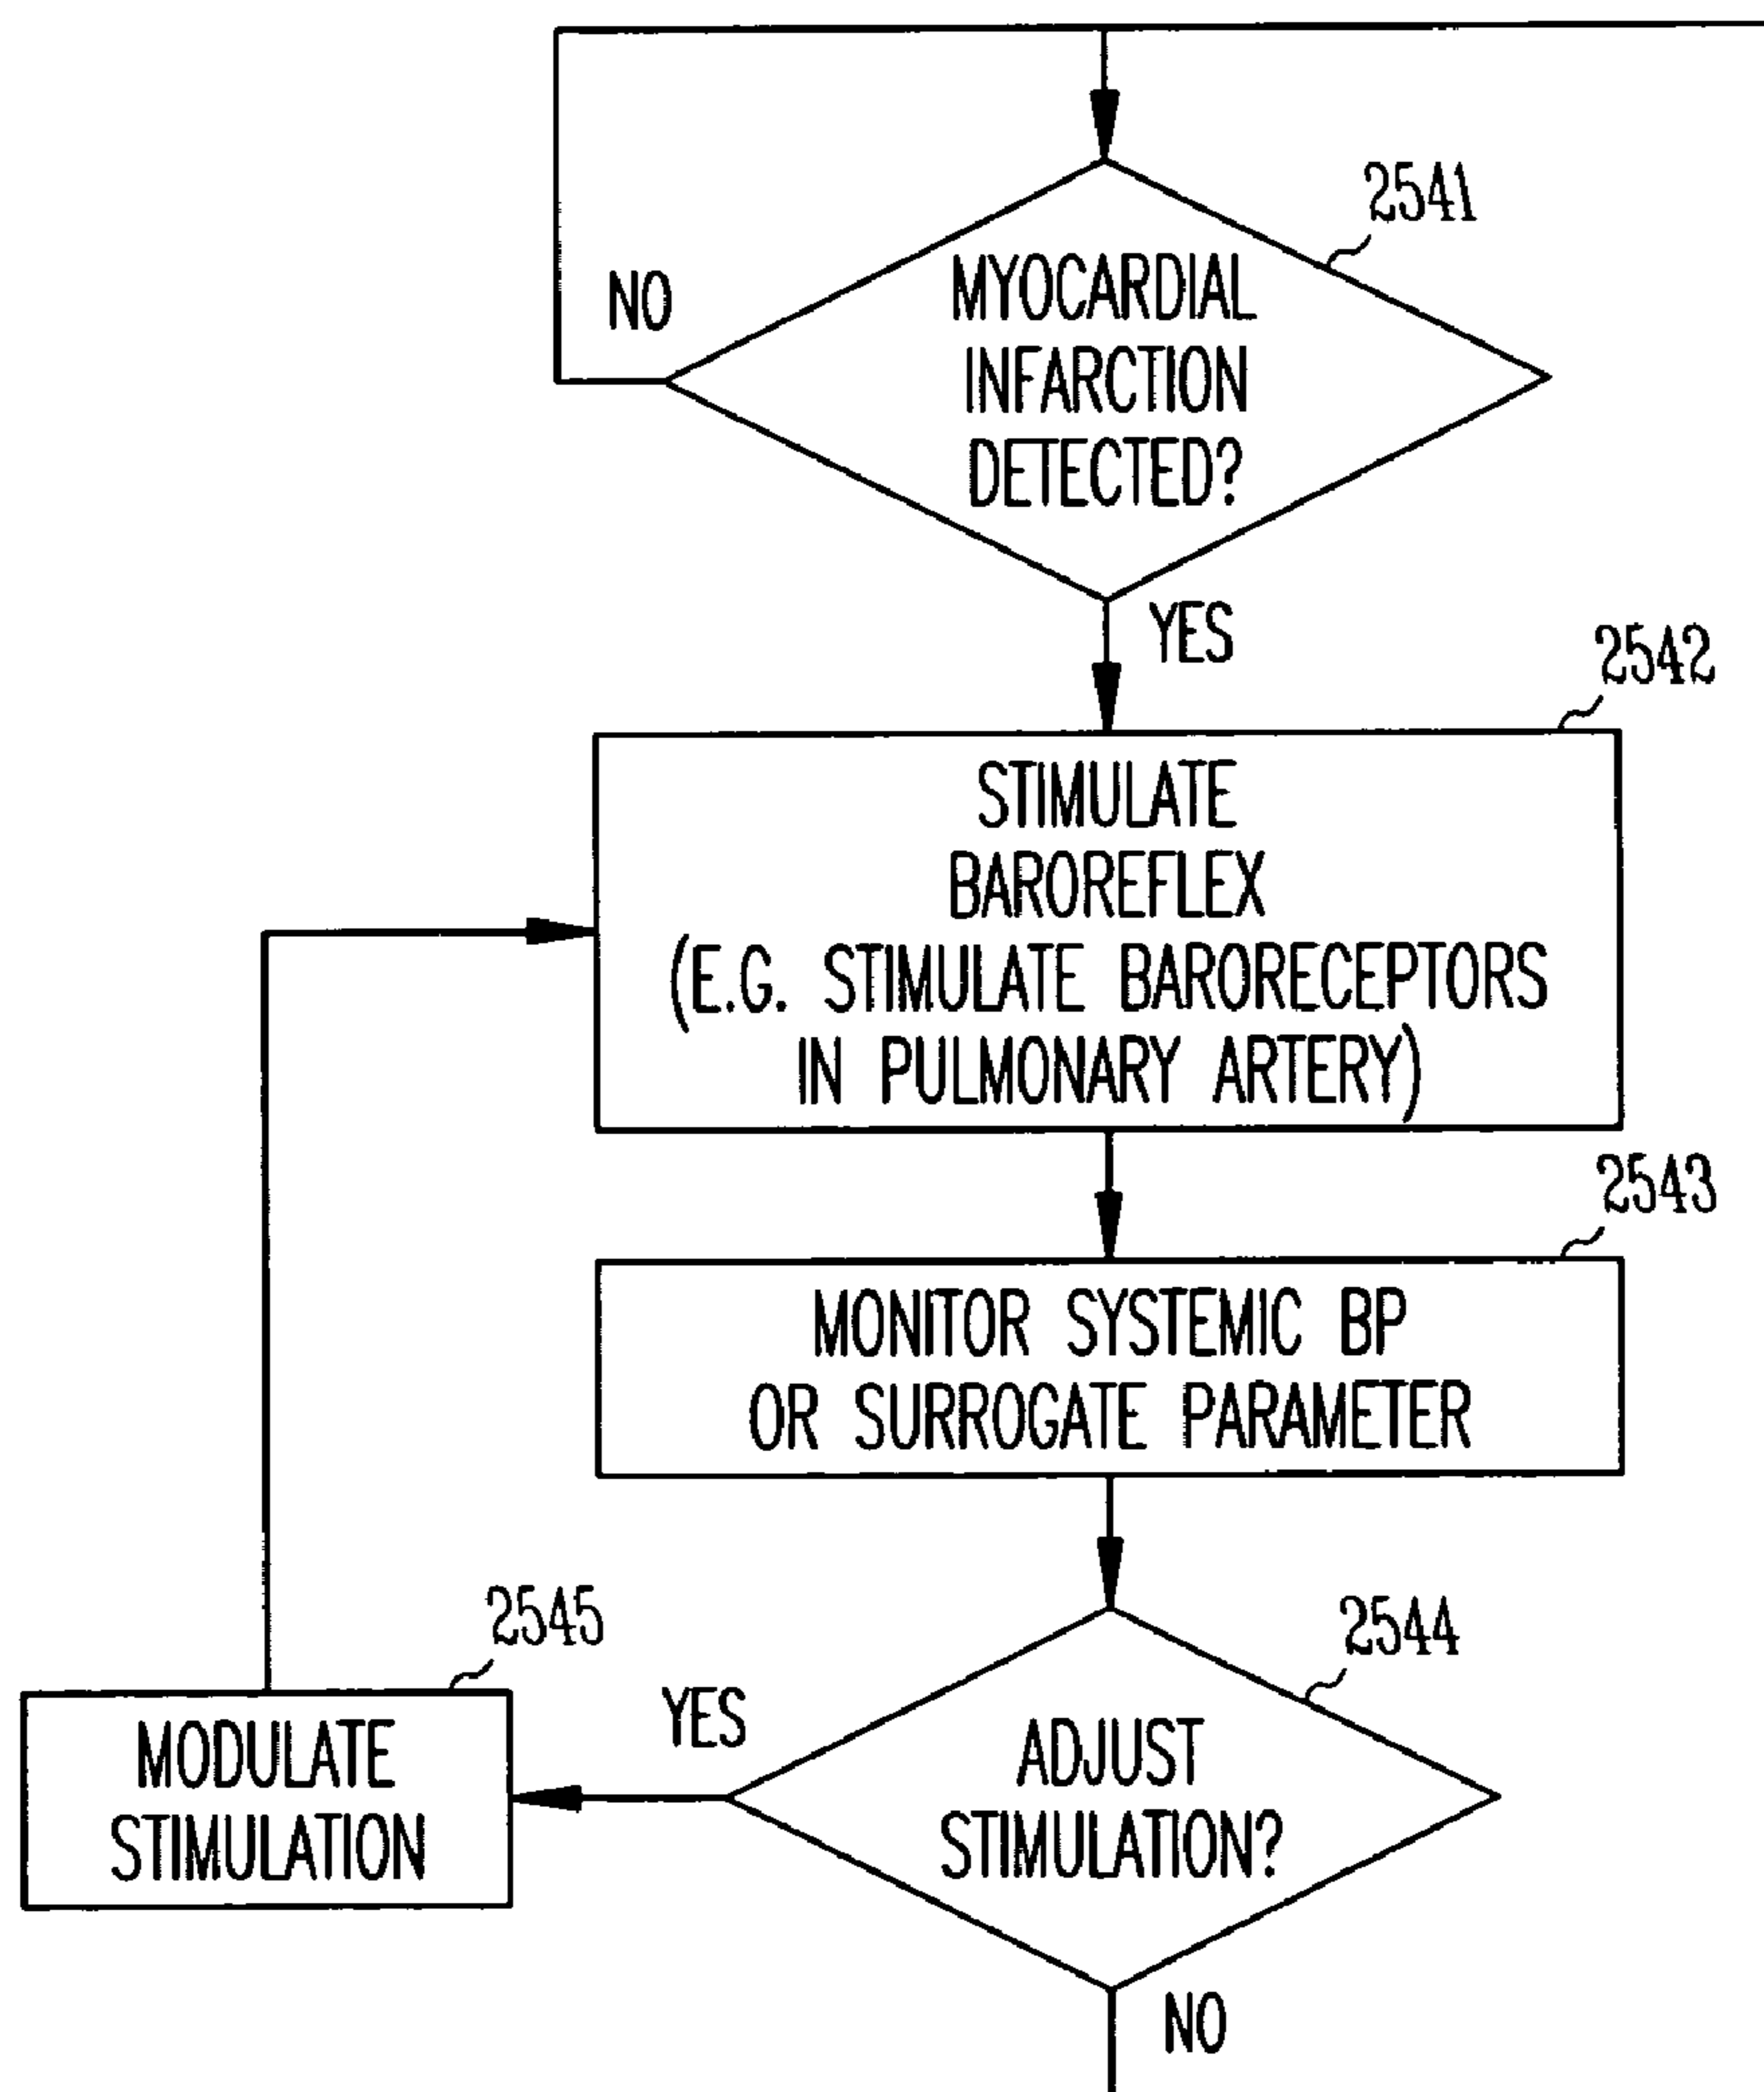 2541
MYOCARDIAL
INFARCTION
DETECTED?
NO
YES
2542
STIMULATE
BAROREFLEX
(E.G. STIMULATE BARORECEPTORS
IN PULMONARY ARTERY)
2543
MONITOR SYSTEMIC BP
OR SURROGATE PARAMETER
2544
ADJUST
STIMULATION?
YES
2545
MODULATE
STIMULATION
NO